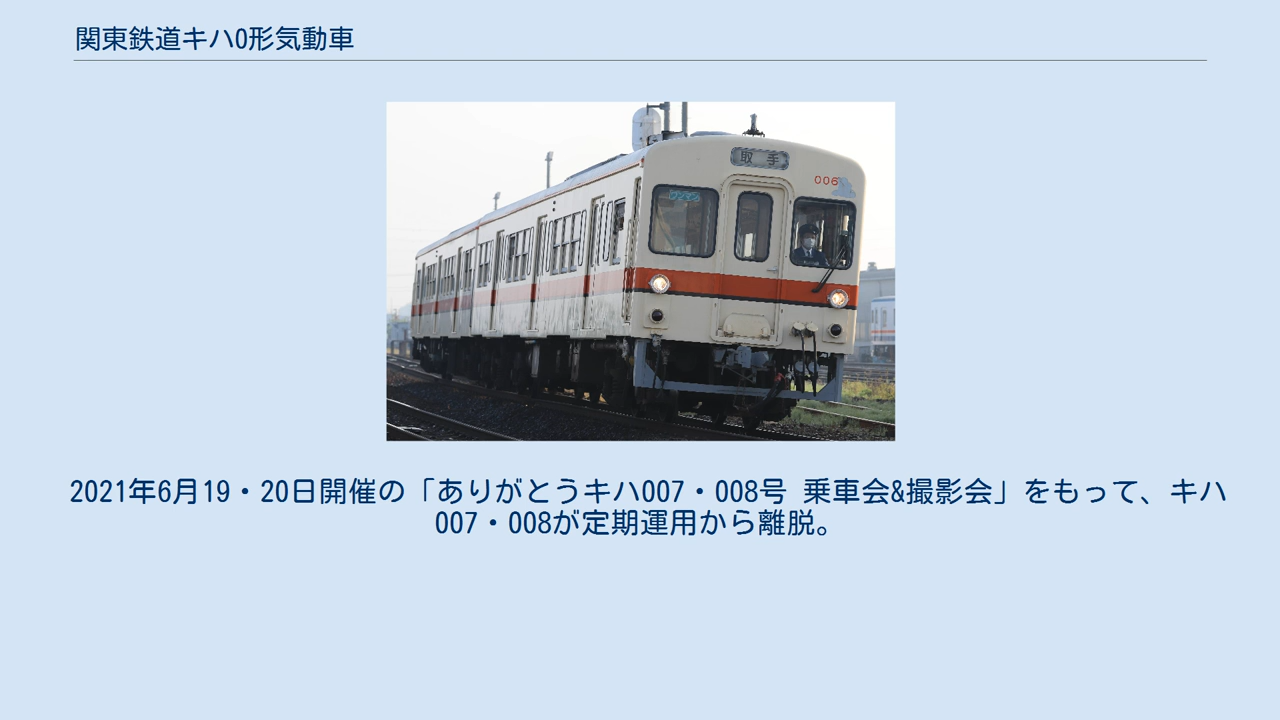 関東鉄道キハ0形気動車
取手
006
2021年6月19・20日開催の「ありがとうキハ007・008号 乗車会&撮影会」をもって、キハ
007・008が定期運用から離脱。